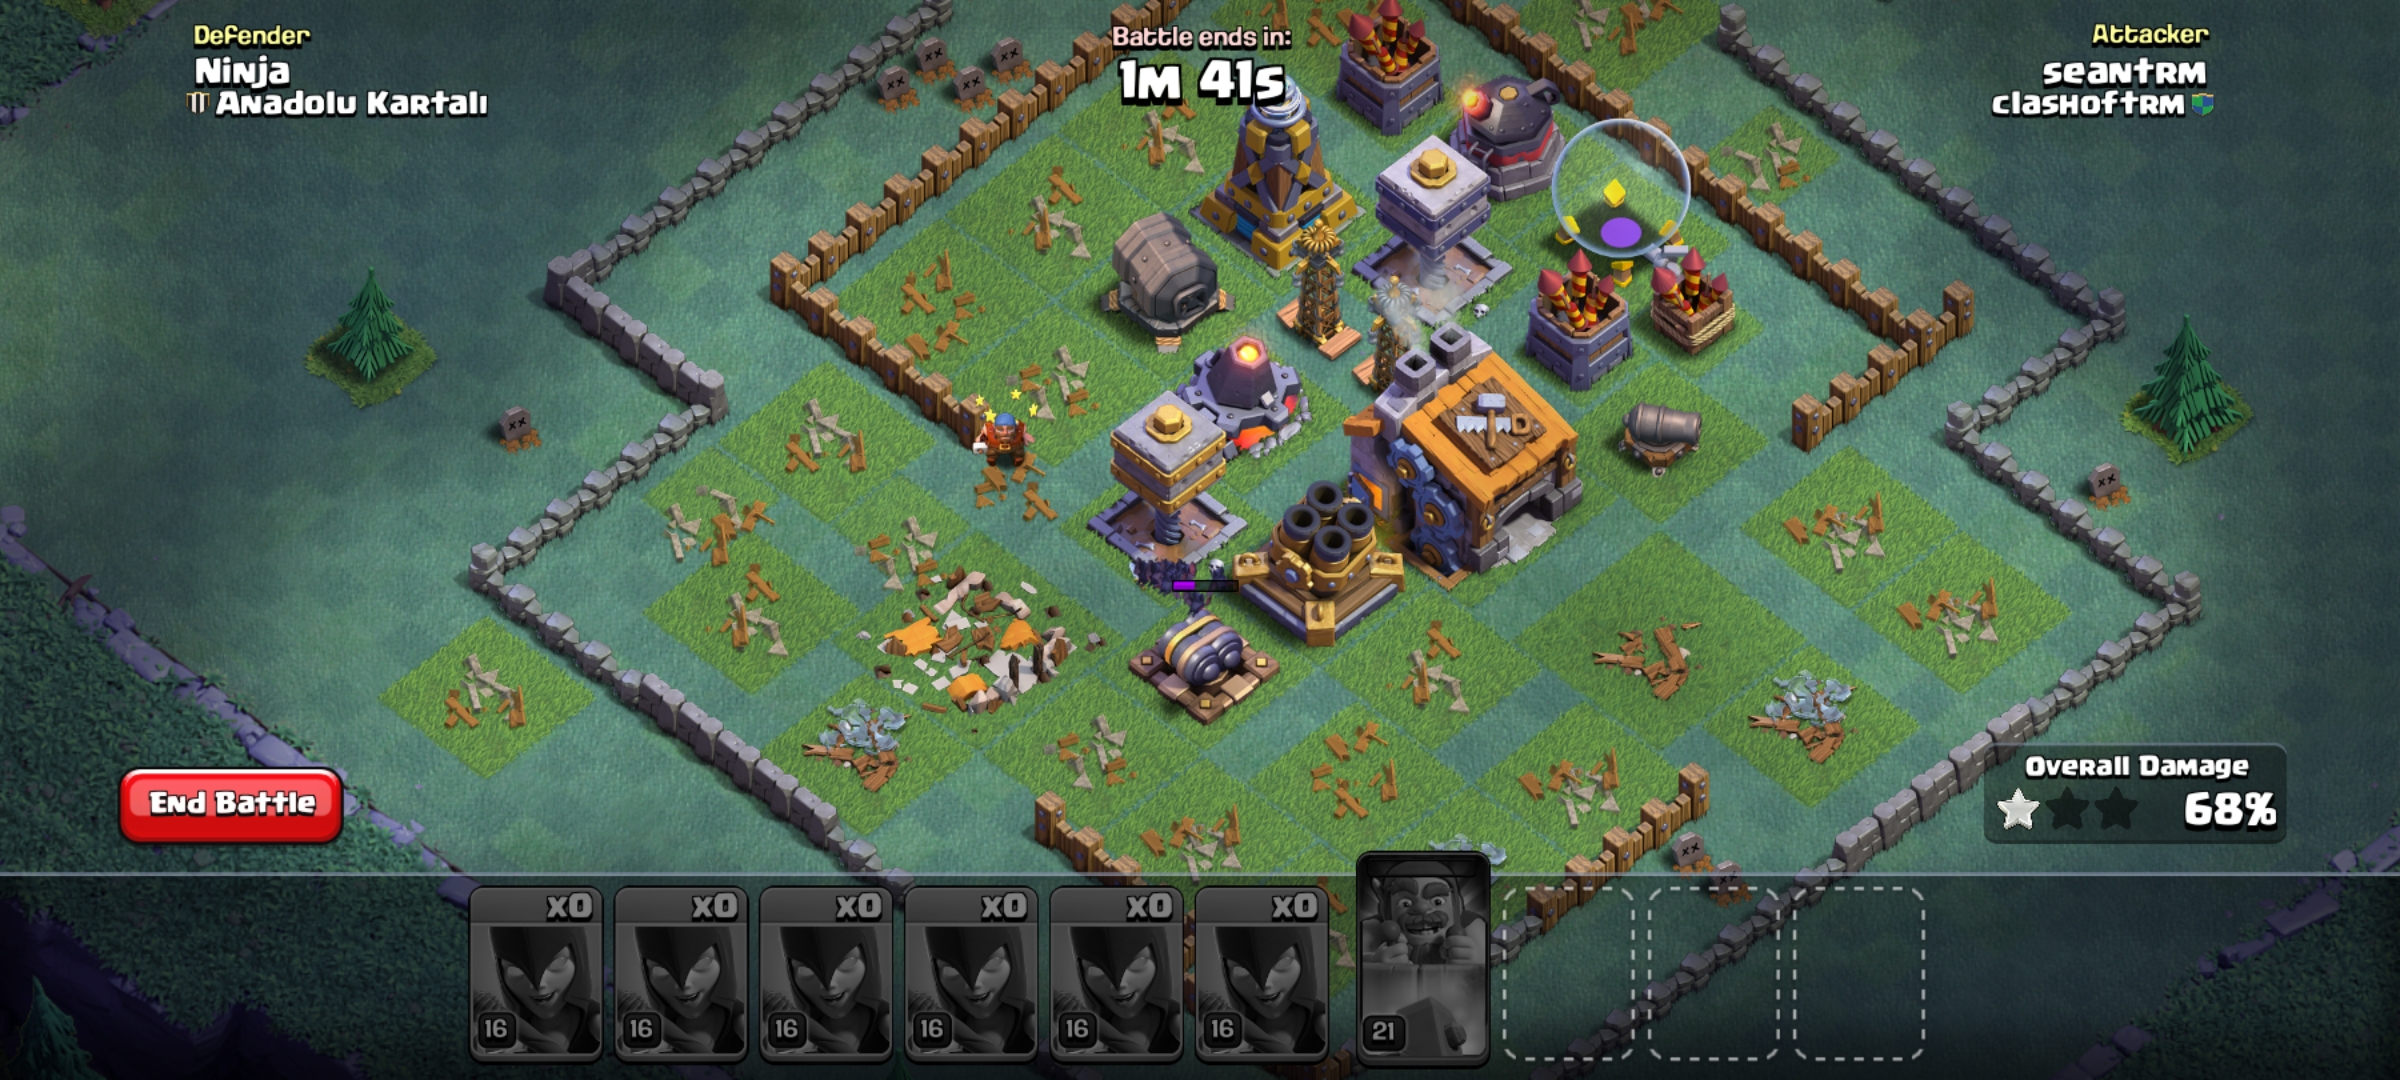 Defender
Ninja
Anadolu Kartalı
Battle ends in:
1M 41s
Attacker
seantRM
clashoftRM
End Battle
Overall Damage
68%
x0
x0
x0
x0
x0
x0
16
16
16
16
16
16
21